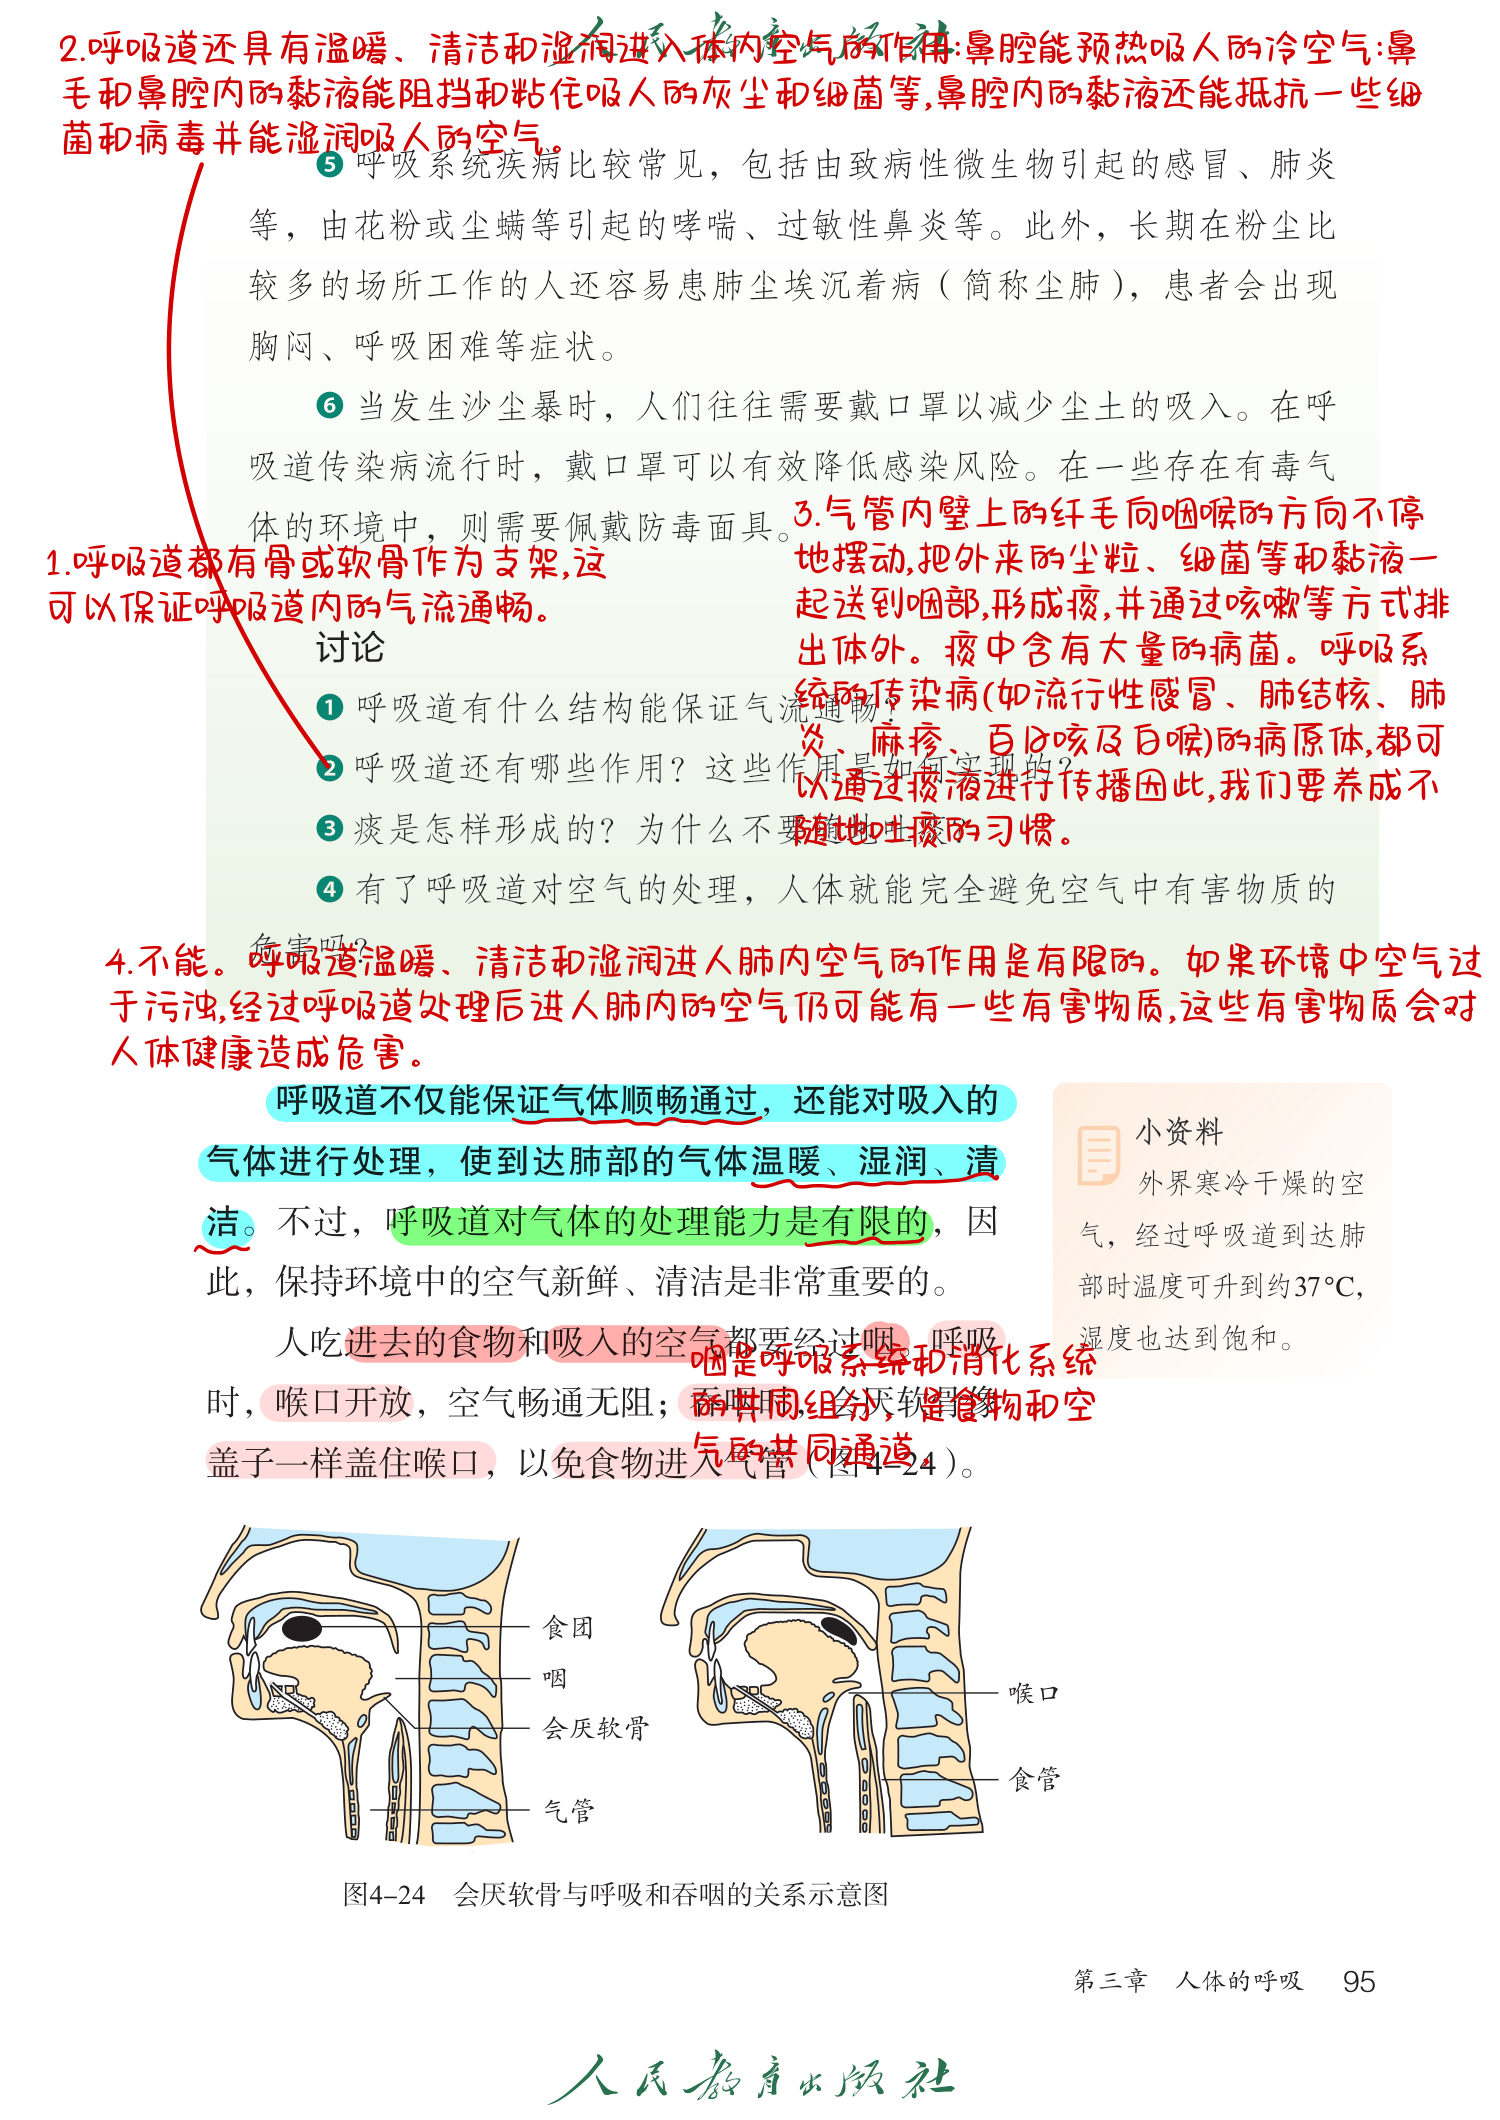 人民教育出版社
2.呼吸道还具有温暖、清洁和湿润进入体内空气的作用:鼻腔能预热吸人的冷空气:鼻
毛和鼻腔内的黏液能阻挡和粘住吸人的灰尘和细菌等,鼻腔内的黏液还能抵抗一些细
菌和病毒并能湿润吸人的空气。
5 呼吸系统疾病比较常见，包括由致病性微生物引起的感冒、肺炎
等，由花粉或尘螨等引起的哮喘、过敏性鼻炎等。此外，长期在粉尘比
较多的场所工作的人还容易患肺尘埃沉着病（简称尘肺），患者会出现
胸闷、呼吸困难等症状。
6 当发生沙尘暴时，人们往往需要戴口罩以减少尘土的吸入。在呼
吸道传染病流行时，戴口罩可以有效降低感染风险。在一些存在有毒气
体的环境中，则需要佩戴防毒面具。
1.呼吸道都有骨或软骨作为支架,这
可以保证呼吸道内的气流通畅。
3.气管内壁上的纤毛向咽喉的方向不停
地摆动,把外来的尘粒、细菌等和黏液一
起送到咽部,形成痰,并通过咳嗽等方式排
出体外。痰中含有大量的病菌。呼吸系
统的传染病(如流行性感冒、肺结核、肺
炎、麻疹、百日咳及白喉)的病原体,都可
以通过痰液进行传播因此,我们要养成不
随地吐痰的习惯。
讨论
1 呼吸道有什么结构能保证气流通畅？
2 呼吸道还有哪些作用？这些作用是如何实现的？
3 痰是怎样形成的？为什么不要随地吐痰？
4 有了呼吸道对空气的处理，人体就能完全避免空气中有害物质的
危害吗？
4.不能。呼吸道温暖、清洁和湿润进人肺内空气的作用是有限的。如果环境中空气过
于污浊,经过呼吸道处理后进人肺内的空气仍可能有一些有害物质,这些有害物质会对
人体健康造成危害。
呼吸道不仅能保证气体顺畅通过，还能对吸入的
气体进行处理，使到达肺部的气体温暖、湿润、清
洁。不过，呼吸道对气体的处理能力是有限的，因
此，保持环境中的空气新鲜、清洁是非常重要的。
人吃进去的食物和吸入的空气都要经过咽。呼吸
时，喉口开放，空气畅通无阻；吞咽时，会厌软骨像
盖子一样盖住喉口，以免食物进入气管（图4-24）。
咽是呼吸系统和消化系统
的共同组分，是食物和空
气的共同通道，
小资料
外界寒冷干燥的空
气，经过呼吸道到达肺
部时温度可升到约37℃，
湿度也达到饱和。
食团
咽
会厌软骨
气管
喉口
食管
图4-24 会厌软骨与呼吸和吞咽的关系示意图
第三章 人体的呼吸 95
人民教育出版社